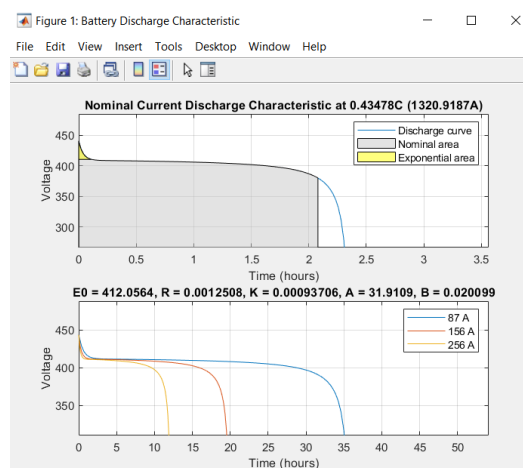 Figure 1: Battery Discharge Characteristic
File Edit View Insert Tools Desktop Window Help
Nominal Current Discharge Characteristic at 0.43478C (1320.9187A)
Voltage
450
400
350
300
Discharge curve
Nominal area
Exponential area
0 0.5 1 1.5 2 2.5 3 3.5
Time (hours)
E0 = 412.0564, R = 0.0012508, K = 0.00093706, A = 31.9109, B = 0.020099
Voltage
450
400
350
87 A
156 A
256 A
0 5 10 15 20 25 30 35 40 45 50
Time (hours)